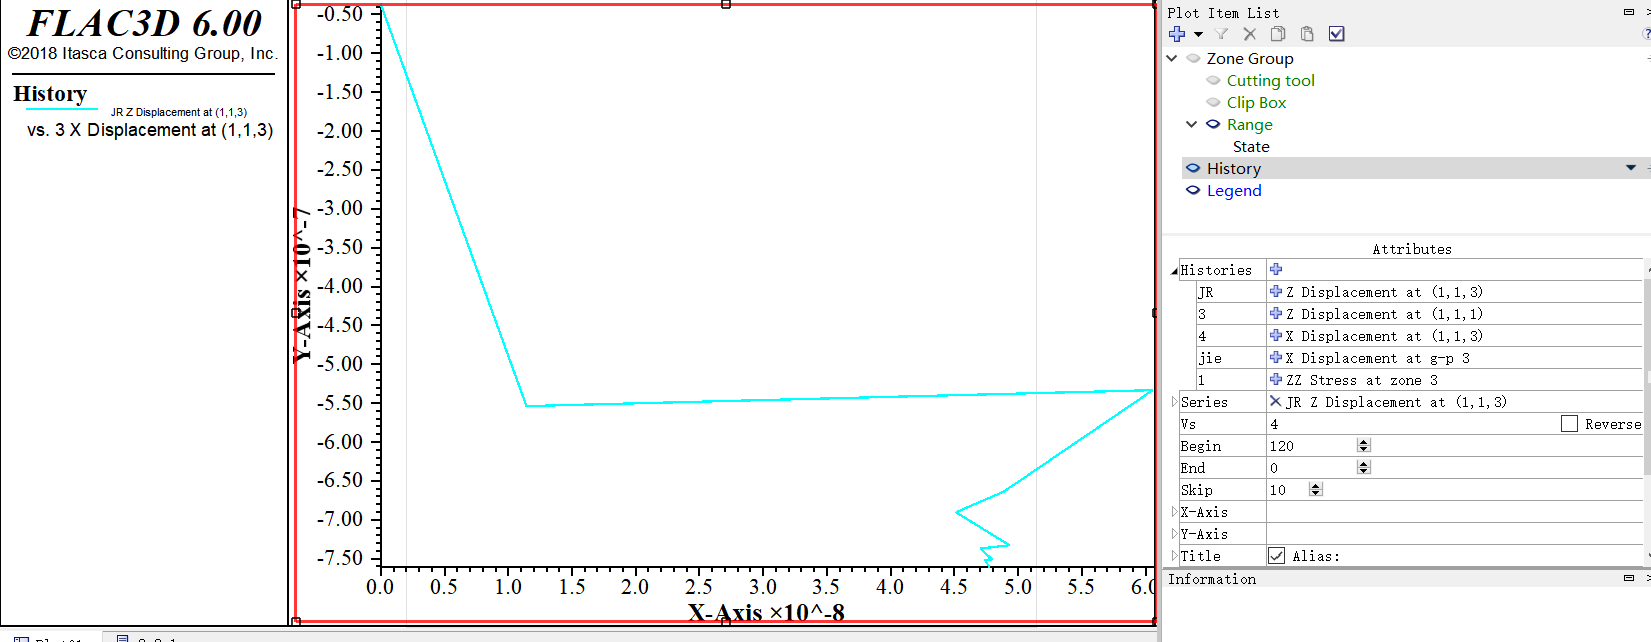 FLAC3D 6.00
©2018 Itasca Consulting Group, Inc.
History
JR Z Displacement at (1,1,3)
vs. 3 X Displacement at (1,1,3)
Y-Axis ×10^-7
-0.50
-1.00
-1.50
-2.00
-2.50
-3.00
-3.50
-4.00
-4.50
-5.00
-5.50
-6.00
-6.50
-7.00
-7.50
0.0 0.5 1.0 1.5 2.0 2.5 3.0 3.5 4.0 4.5 5.0 5.5 6.0
X-Axis ×10^-8
Plot Item List
Zone Group
Cutting tool
Clip Box
Range
State
History
Legend
Attributes
Histories
JR Z Displacement at (1,1,3)
3 Z Displacement at (1,1,1)
4 X Displacement at (1,1,3)
jie X Displacement at g-p 3
1 ZZ Stress at zone 3
Series JR Z Displacement at (1,1,3)
Vs 4 Reverse
Begin 120
End 0
Skip 10
X-Axis
Y-Axis
Title Alias:
Information